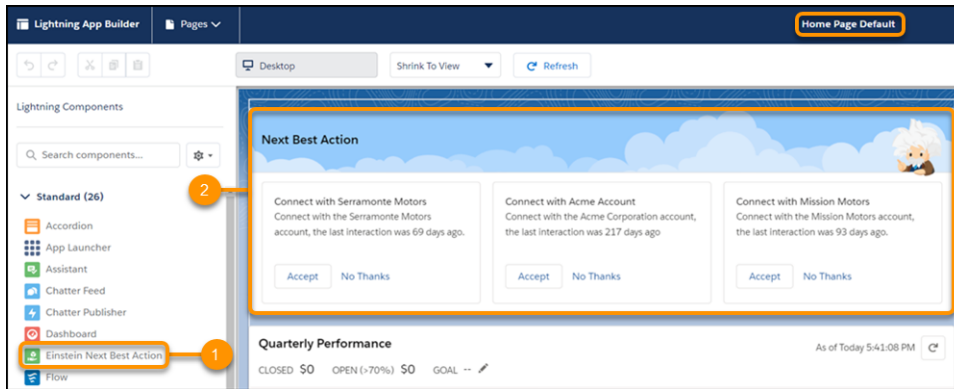 Lightning App Builder
Pages
Home Page Default
Desktop
Shrink To View
Refresh
Lightning Components
Search components...
Standard (26)
Accordion
App Launcher
Assistant
Chatter Feed
Chatter Publisher
Dashboard
Einstein Next Best Action
Flow
1
2
Next Best Action
Connect with Serramonte Motors
Connect with the Serramonte Motors
account, the last interaction was 69 days ago.
Accept
No Thanks
Connect with Acme Account
Connect with the Acme Corporation account,
the last interaction was 217 days ago
Accept
No Thanks
Connect with Mission Motors
Connect with the Mission Motors account,
the last interaction was 93 days ago.
Accept
No Thanks
Quarterly Performance
As of Today 5:41:08 PM
CLOSED $0 OPEN (>70%) $0 GOAL --